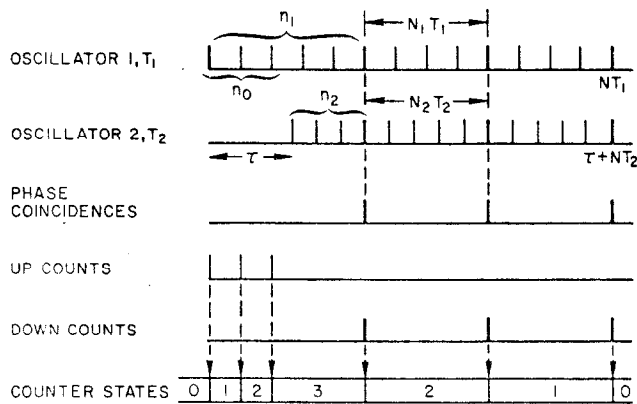 n₁
N₁T₁
OSCILLATOR 1, T₁
n₀
NT₁
n₂
N₂T₂
OSCILLATOR 2, T₂
τ
τ+NT₂
PHASE
COINCIDENCES
UP COUNTS
DOWN COUNTS
COUNTER STATES 0 1 2 3 2 1 0